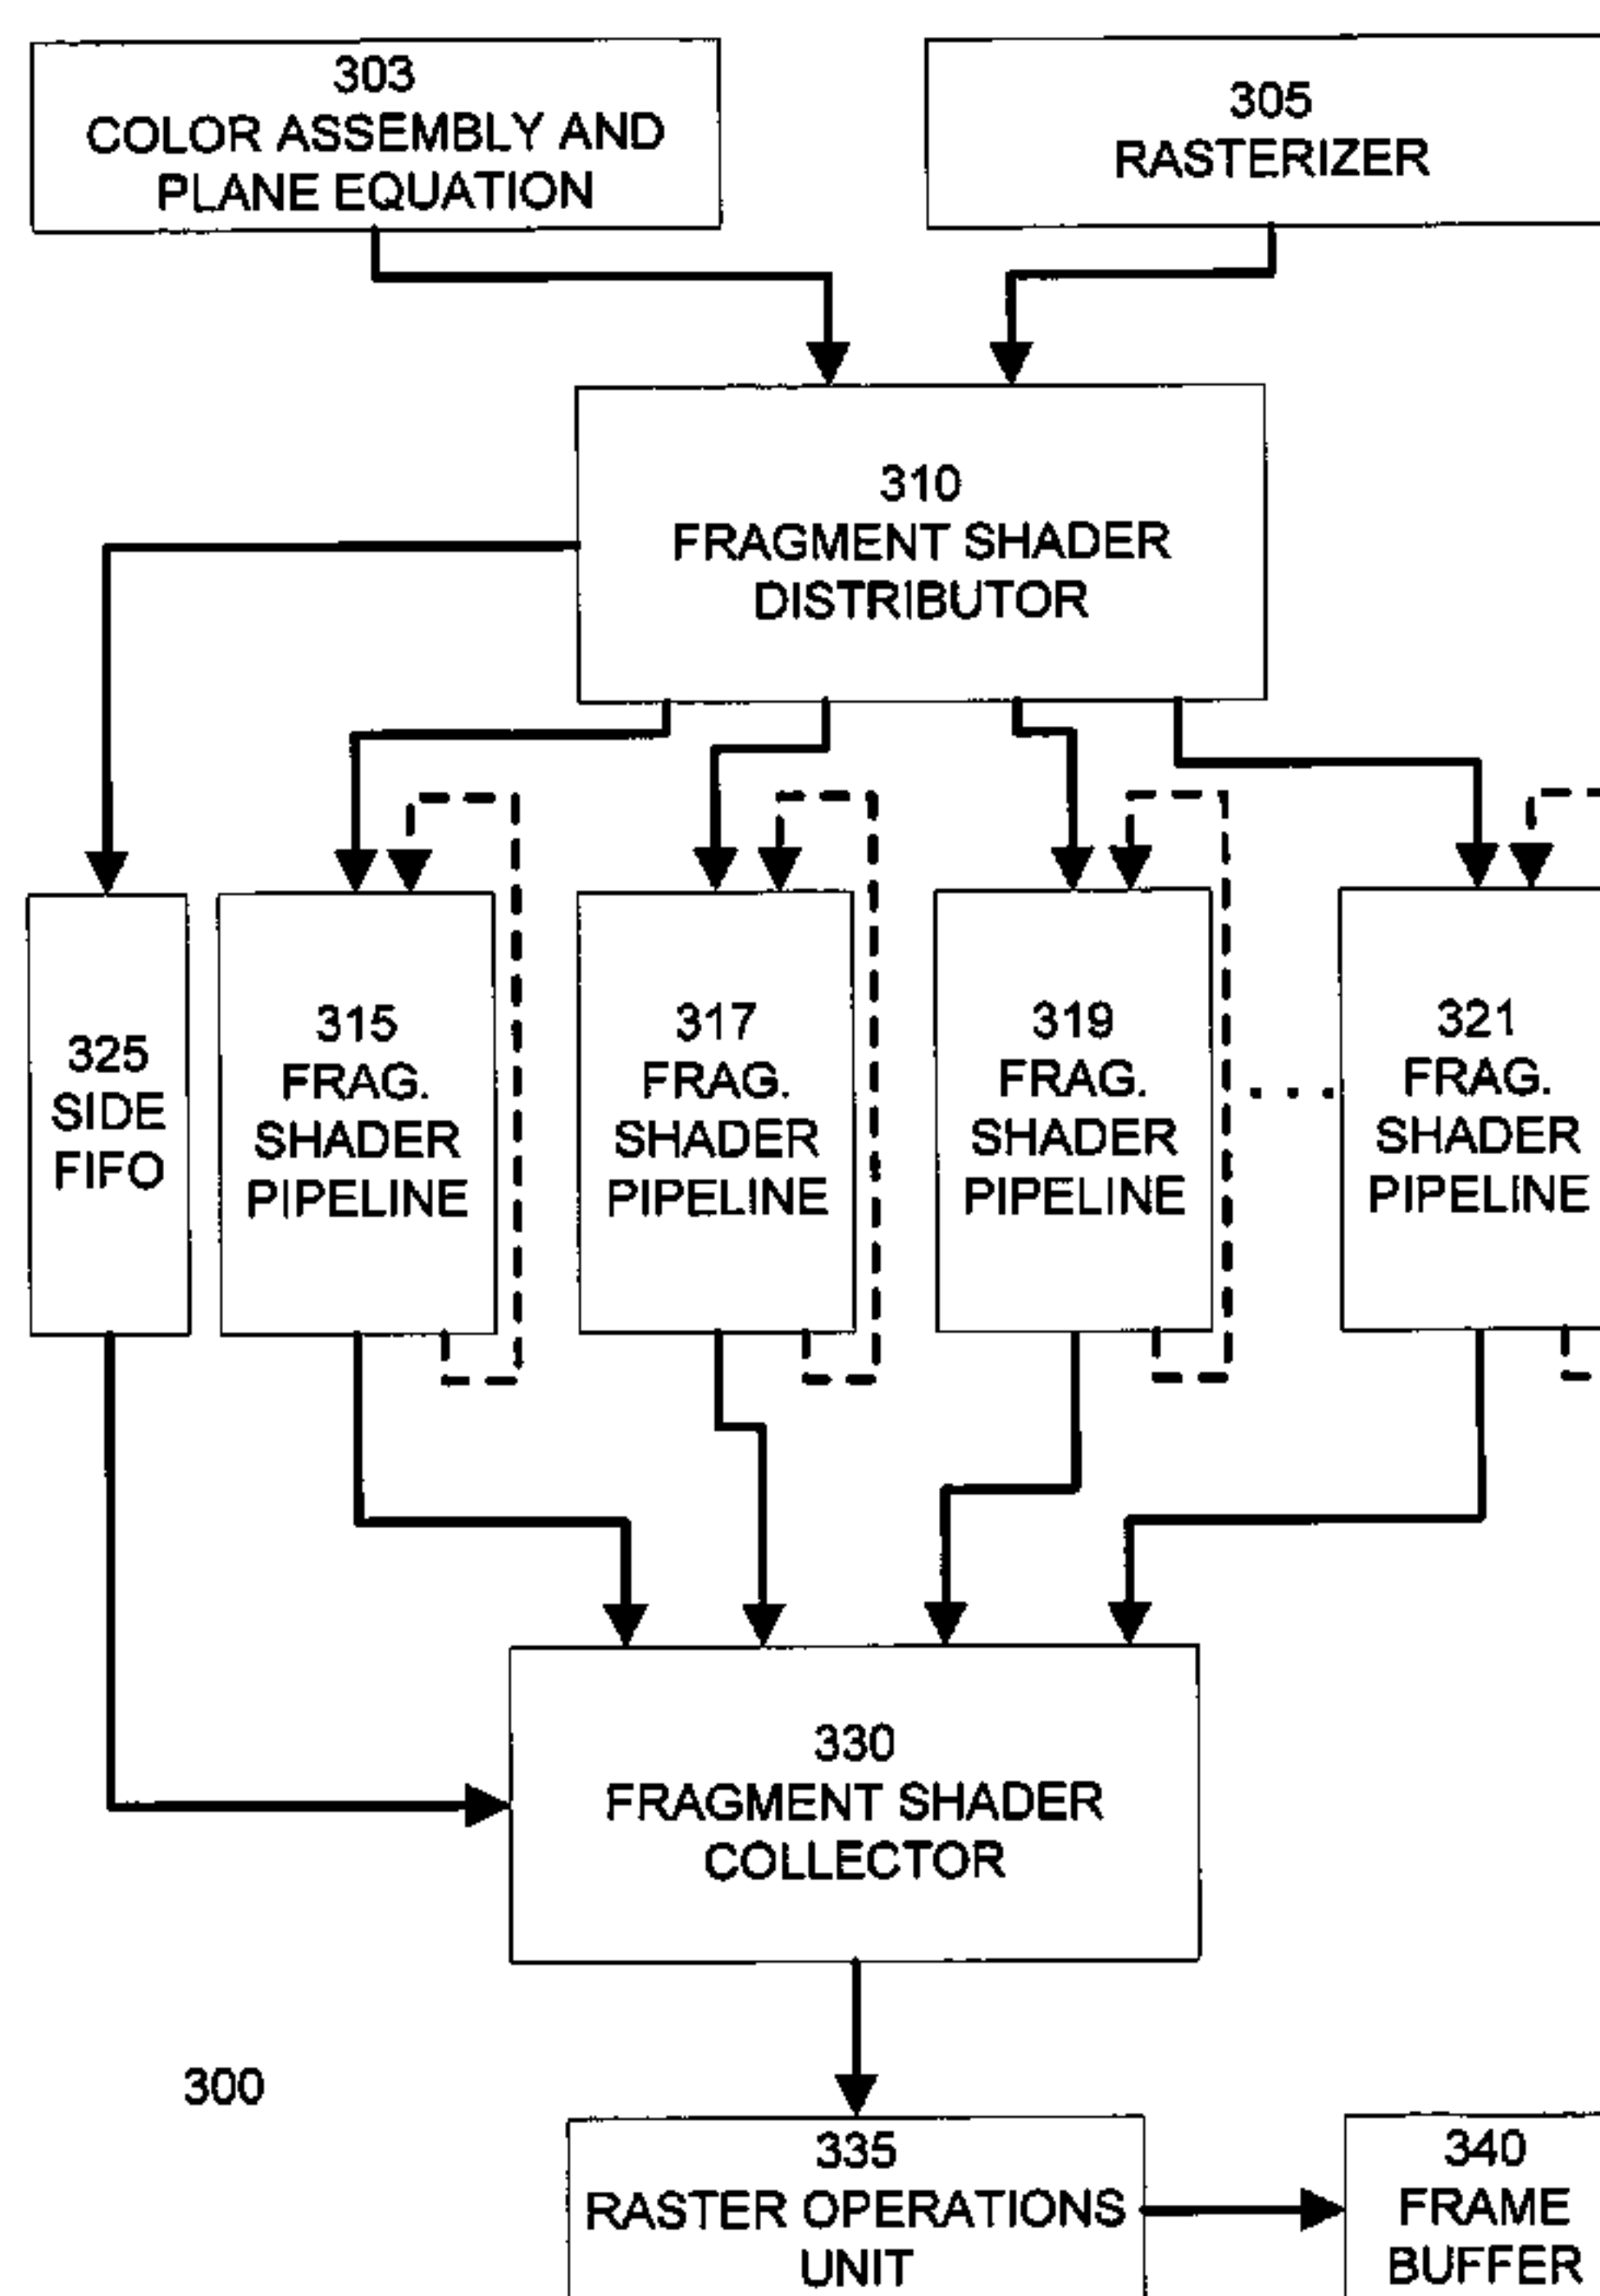 303
COLOR ASSEMBLY AND
PLANE EQUATION
305
RASTERIZER
310
FRAGMENT SHADER
DISTRIBUTOR
325
SIDE
FIFO
315
FRAG.
SHADER
PIPELINE
317
FRAG.
SHADER
PIPELINE
319
FRAG.
SHADER
PIPELINE
. . .
321
FRAG.
SHADER
PIPELINE
330
FRAGMENT SHADER
COLLECTOR
300
335
RASTER OPERATIONS
UNIT
340
FRAME
BUFFER